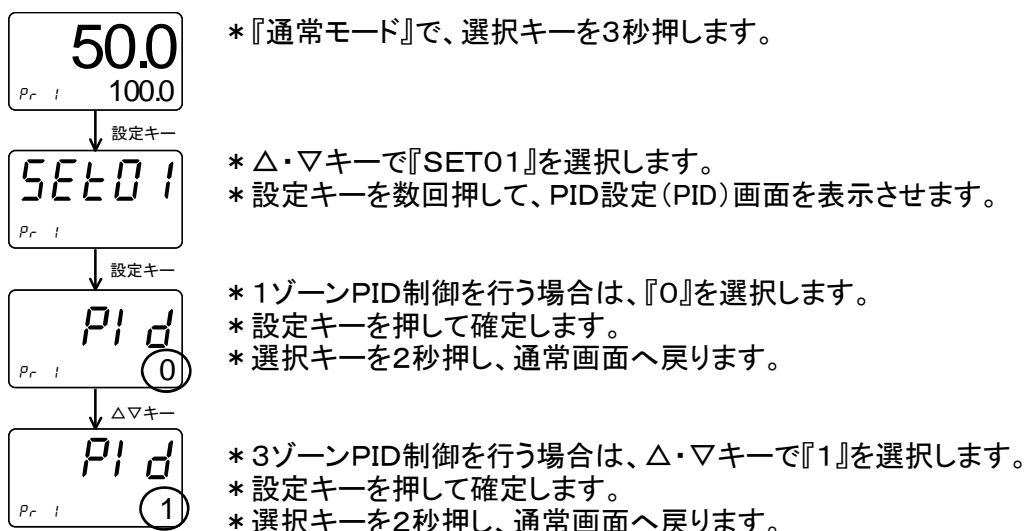 50.0
Pr 1 100.0
*『通常モード』で、選択キーを3秒押します。
設定キー
SEt01
Pr 1
*△・▽キーで『SET01』を選択します。
*設定キーを数回押して、PID設定(PID)画面を表示させます。
設定キー
PId
Pr 1 0
*1ゾーンPID制御を行う場合は、『0』を選択します。
*設定キーを押して確定します。
*選択キーを2秒押し、通常画面へ戻ります。
△▽キー
PId
Pr 1 1
*3ゾーンPID制御を行う場合は、△・▽キーで『1』を選択します。
*設定キーを押して確定します。
*選択キーを2秒押し、通常画面へ戻ります。